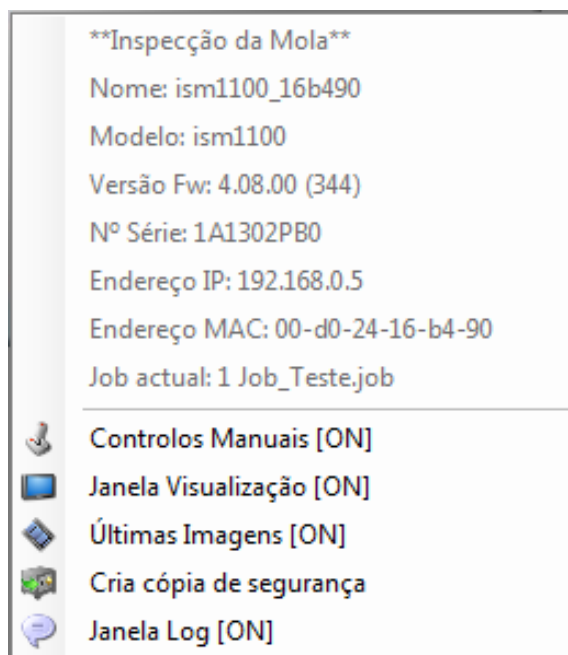 **Inspecção da Mola**
Nome: ism1100_16b490
Modelo: ism1100
Versão Fw: 4.08.00 (344)
Nº Série: 1A1302PB0
Endereço IP: 192.168.0.5
Endereço MAC: 00-d0-24-16-b4-90
Job actual: 1 Job_Teste.job
Controlos Manuais [ON]
Janela Visualização [ON]
Últimas Imagens [ON]
Cria cópia de segurança
Janela Log [ON]